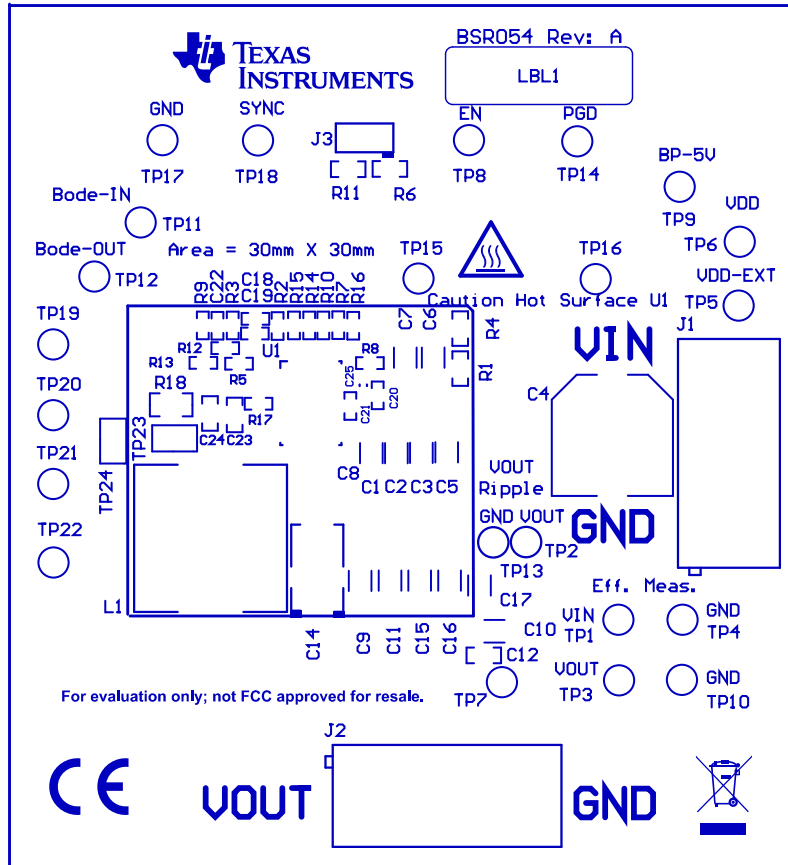 BSR054 Rev: A
LBL1
TEXAS
INSTRUMENTS
GND
SYNC
EN
PGD
J3
TP17
TP18
R11
R6
TP8
TP14
BP-5V
TP9
Bode-IN
TP11
VDD
TP6
Bode-OUT
TP12
Area = 30mm X 30mm
TP15
TP16
VDD-EXT
TP5
Caution Hot Surface U1
J1
TP19
R9
C22
R3
C18
C19
R2
R15
R14
R10
R7
R16
C7
C6
R4
VIN
R12
U1
R13
R5
R8
R1
C25
TP20
R18
C21
C20
C4
R17
TP23
C24
C23
TP21
TP24
C8
C1
C2
C3
C5
VOUT
Ripple
GND
VOUT
GND
TP22
TP2
TP13
L1
C17
Eff. Meas.
VIN
TP1
GND
TP4
C14
C9
C11
C15
C16
C10
C12
TP7
VOUT
TP3
GND
TP10
For evaluation only; not FCC approved for resale.
J2
CE
VOUT
GND